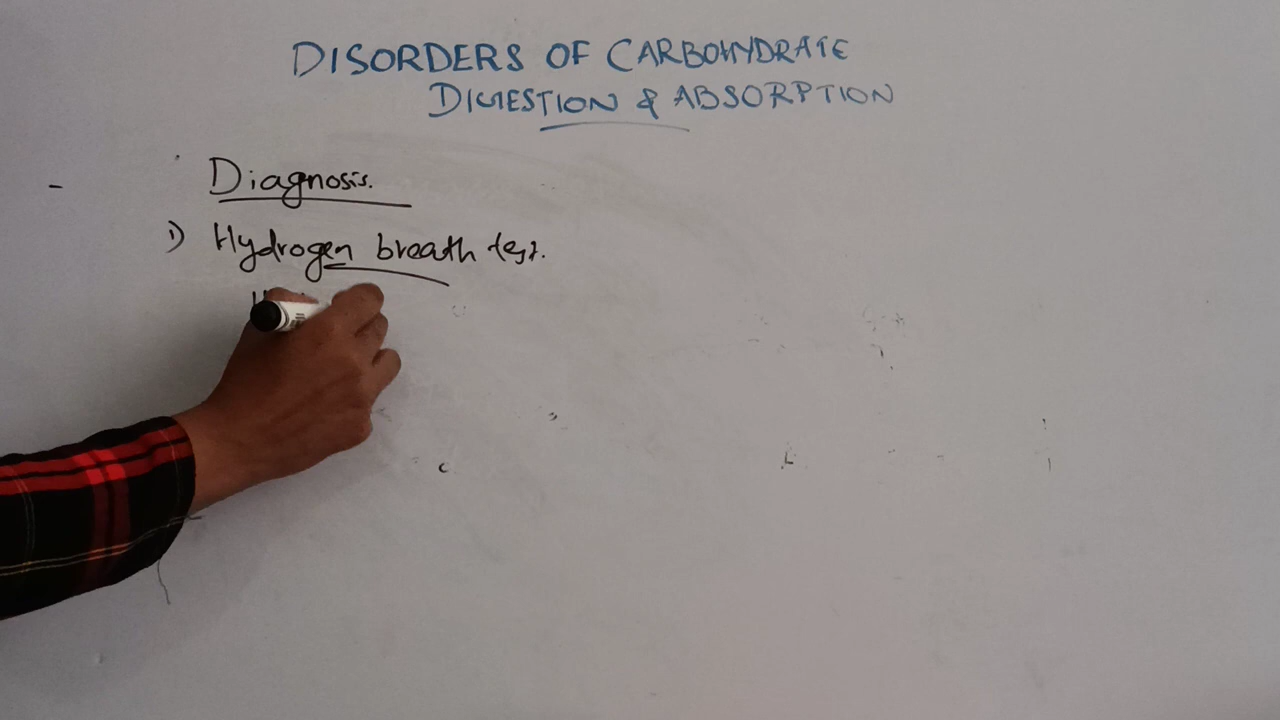 DISORDERS OF CARBOHYDRATE
DIGESTION & ABSORPTION
Diagnosis.
1) Hydrogen breath test.